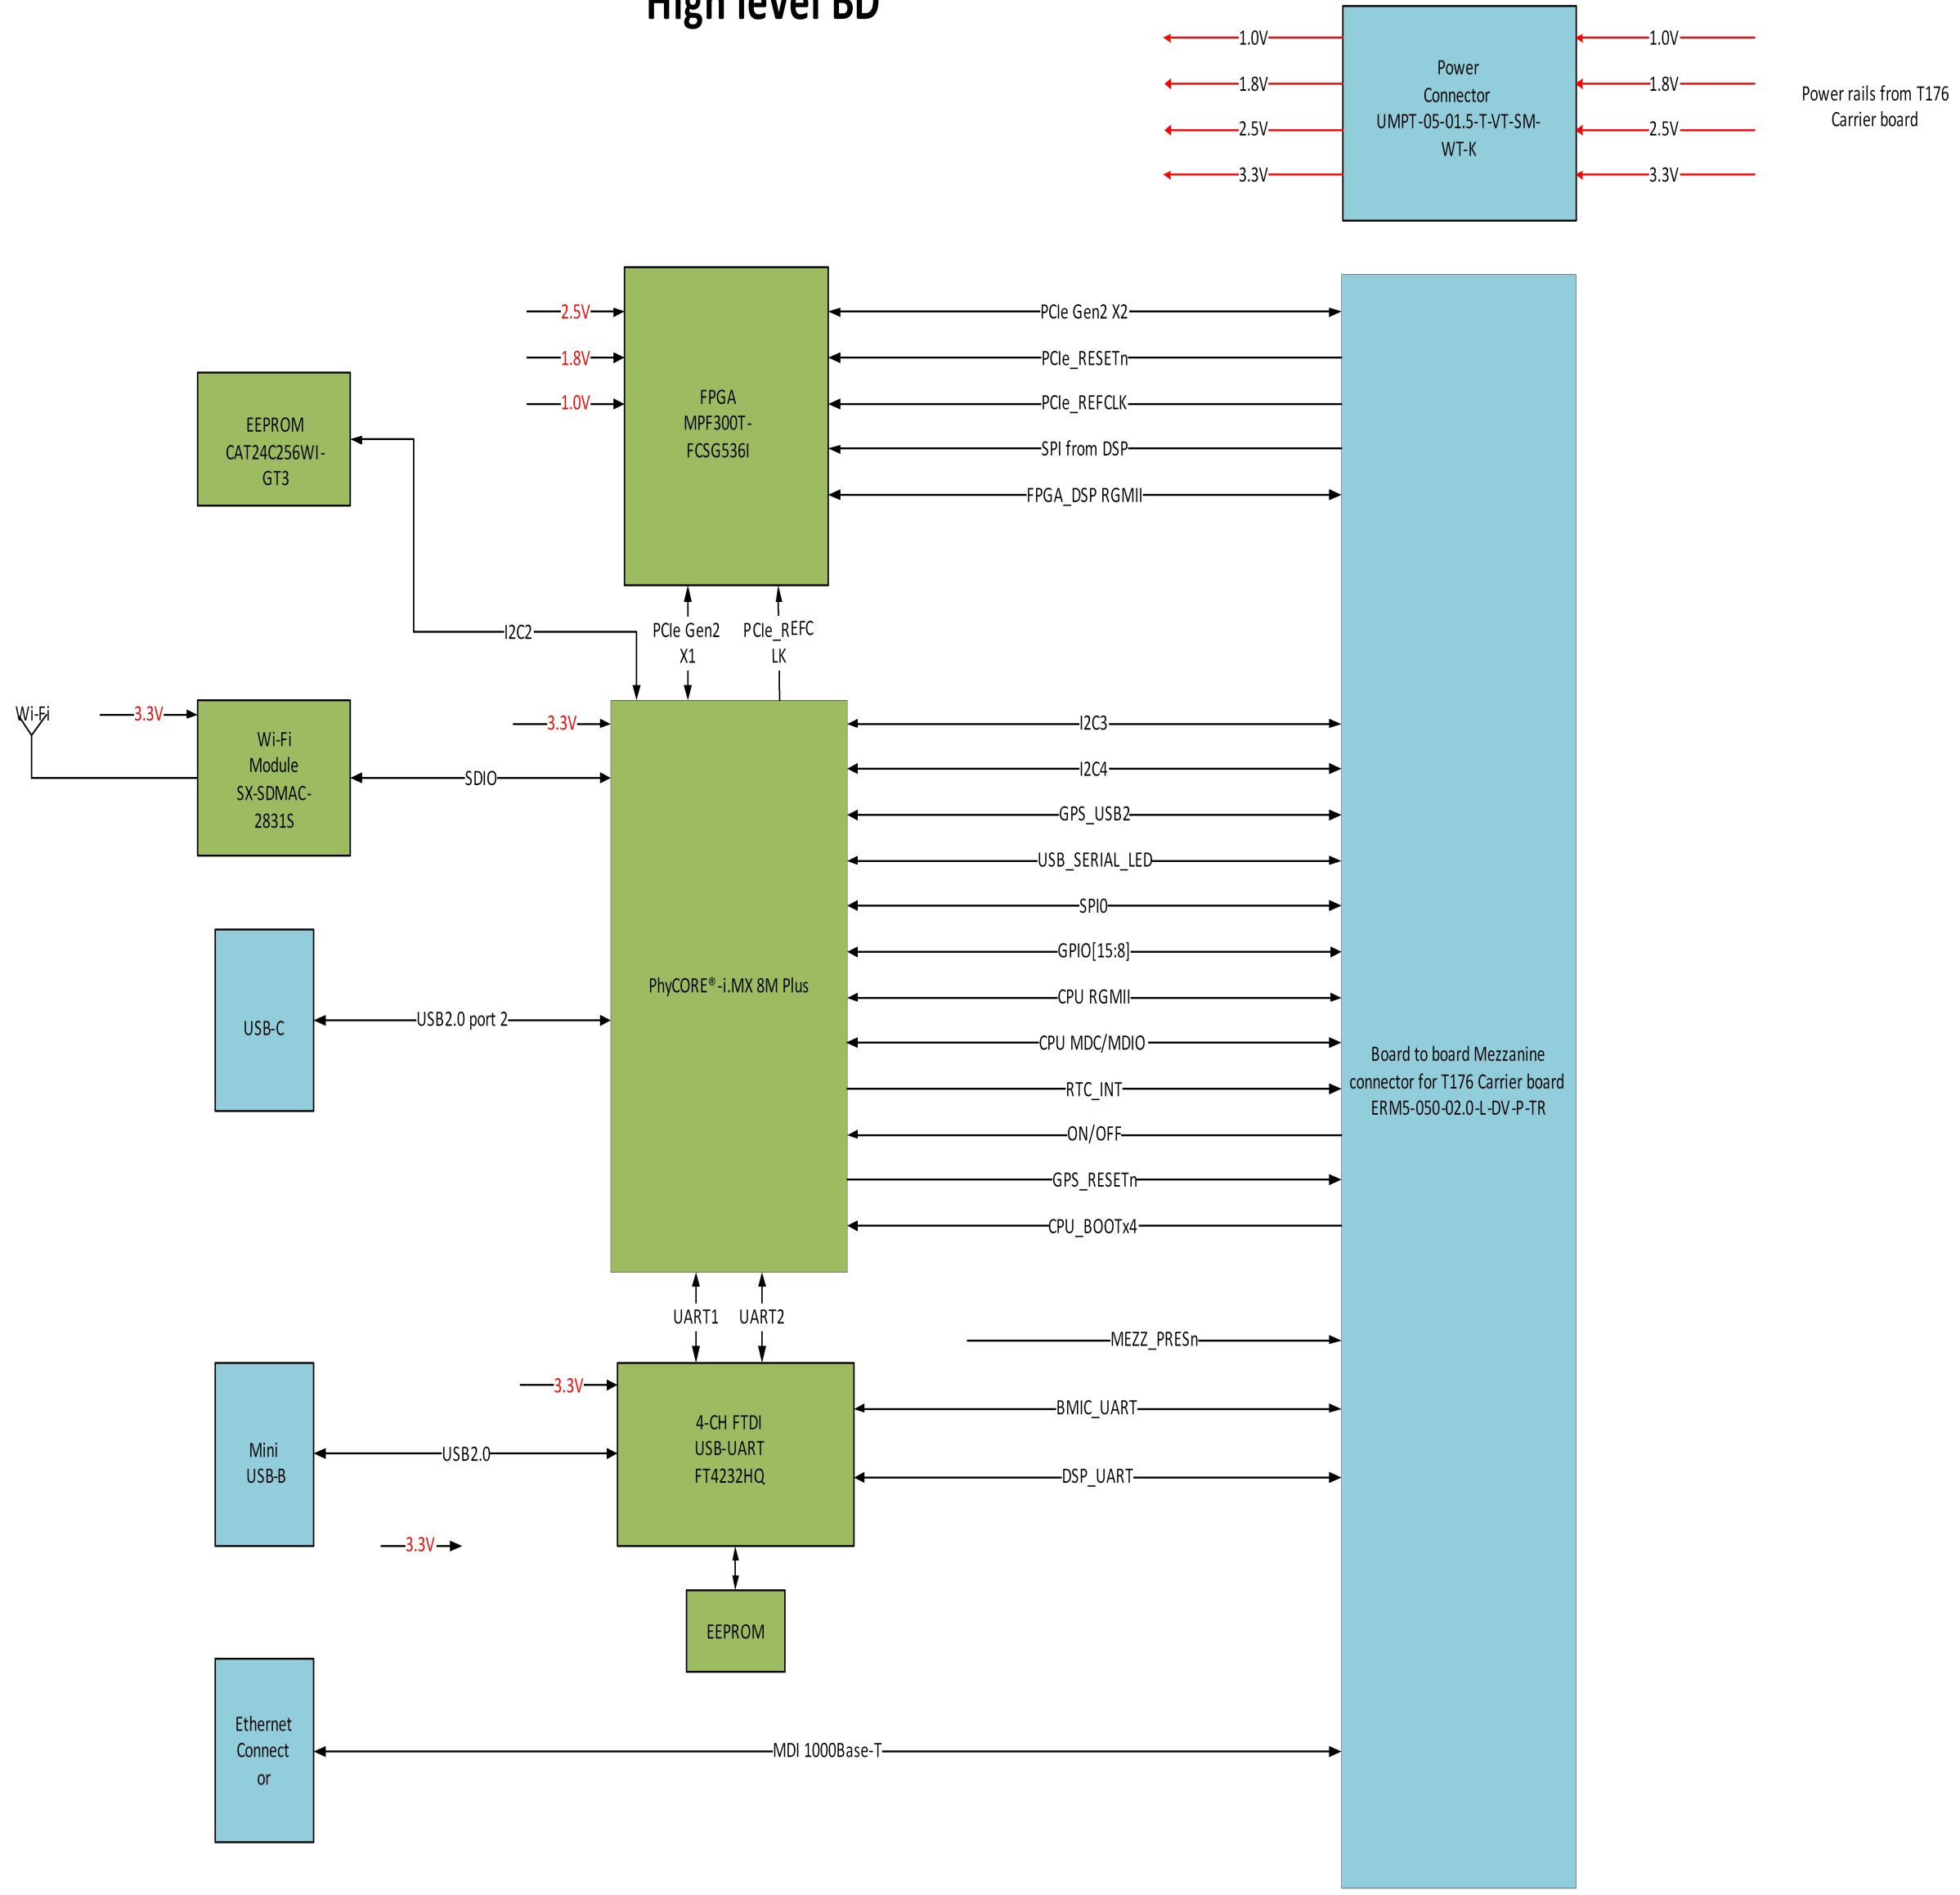 High level BD
1.0V
1.8V
2.5V
3.3V
Power
Connector
UMPT-05-01.5-T-VT-SM-
WT-K
1.0V
1.8V
2.5V
3.3V
Power rails from T176
Carrier board
2.5V
1.8V
1.0V
FPGA
MPF300T-
FCSG536I
PCIe Gen2 X2
PCIe_RESETn
PCIe_REFCLK
SPI from DSP
FPGA_DSP RGMII
EEPROM
CAT24C256WI-
GT3
I2C2
PCIe Gen2
X1
PCIe_REFC
LK
Wi-Fi
3.3V
Wi-Fi
Module
SX-SDMAC-
2831S
SDIO
3.3V
PhyCORE®-i.MX 8M Plus
I2C3
I2C4
GPS_USB2
USB_SERIAL_LED
SPI0
GPIO[15:8]
CPU RGMII
CPU MDC/MDIO
RTC_INT
ON/OFF
GPS_RESETn
CPU_BOOTx4
USB-C
USB2.0 port 2
Board to board Mezzanine
connector for T176 Carrier board
ERM5-050-02.0-L-DV-P-TR
UART1
UART2
MEZZ_PRESn
3.3V
4-CH FTDI
USB-UART
FT4232HQ
BMIC_UART
DSP_UART
Mini
USB-B
USB2.0
3.3V
EEPROM
Ethernet
Connect
or
MDI 1000Base-T